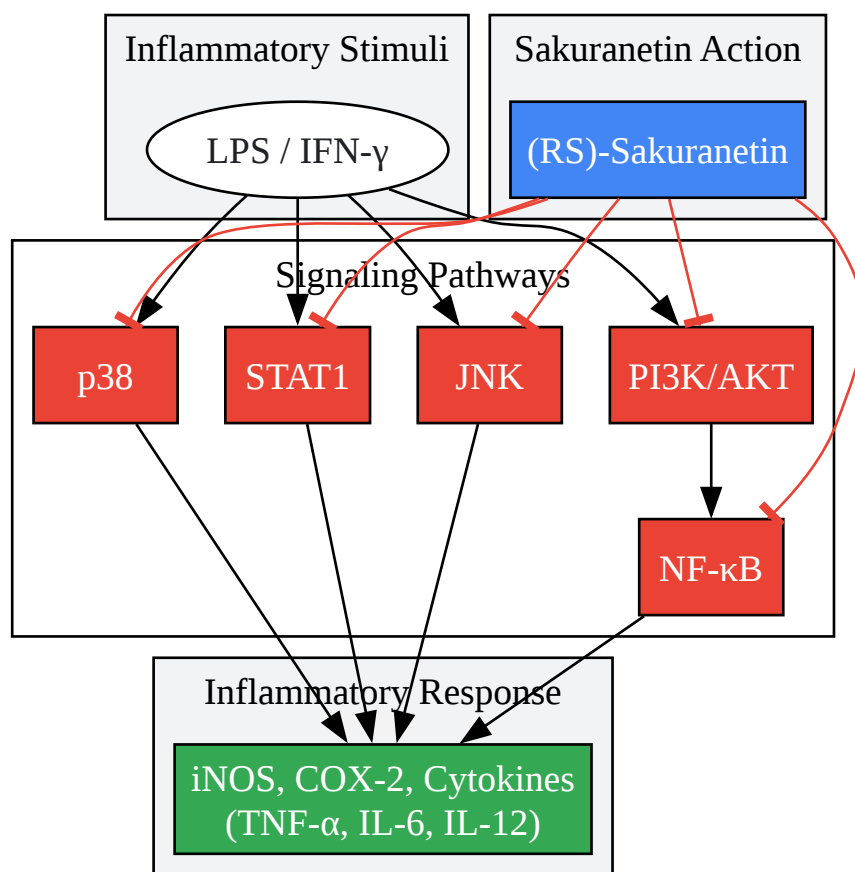 Inflammatory Stimuli
Sakuranetin Action
LPS / IFN-γ
(RS)-Sakuranetin
Signaling Pathways
p38
STAT1
JNK
PI3K/AKT
NF-κB
Inflammatory Response
iNOS, COX-2, Cytokines
(TNF-α, IL-6, IL-12)